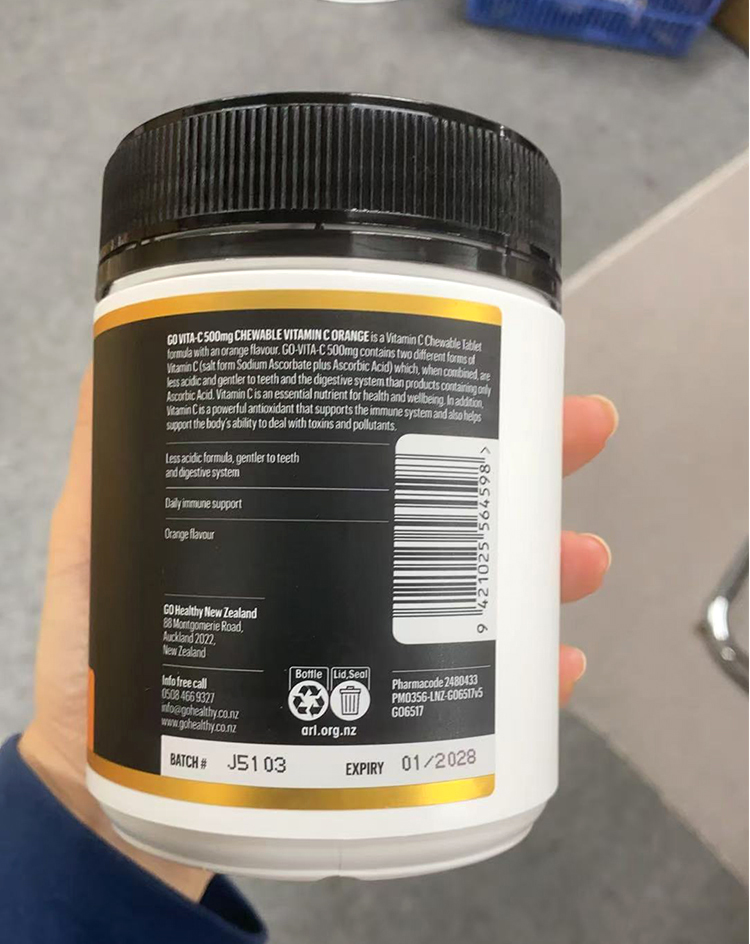 GO VITA-C 500mg CHEWABLE VITAMIN C ORANGE is a Vitamin C Chewable Tablet
formula with an orange flavour. GO-VITA-C 500mg contains two different forms of
Vitamin C (salt form Sodium Ascorbate plus Ascorbic Acid) which, when combined, are
less acidic and gentler to teeth and the digestive system than products containing only
Ascorbic Acid. Vitamin C is an essential nutrient for health and wellbeing. In addition,
Vitamin C is a powerful antioxidant that supports the immune system and also helps
support the body's ability to deal with toxins and pollutants.
Less acidic formula, gentler to teeth
and digestive system
Daily immune support
Orange flavour
9 421025 564598 >
GO Healthy New Zealand
88 Montgomerie Road,
Auckland 2022,
New Zealand
Info free call
0508 466 9327
info@gohealthy.co.nz
www.gohealthy.co.nz
Bottle
Lid,Seal
arl.org.nz
Pharmacode 2480433
PM0356-LNZ-GO6517v5
GO6517
BATCH # J5103
EXPIRY 01/2028